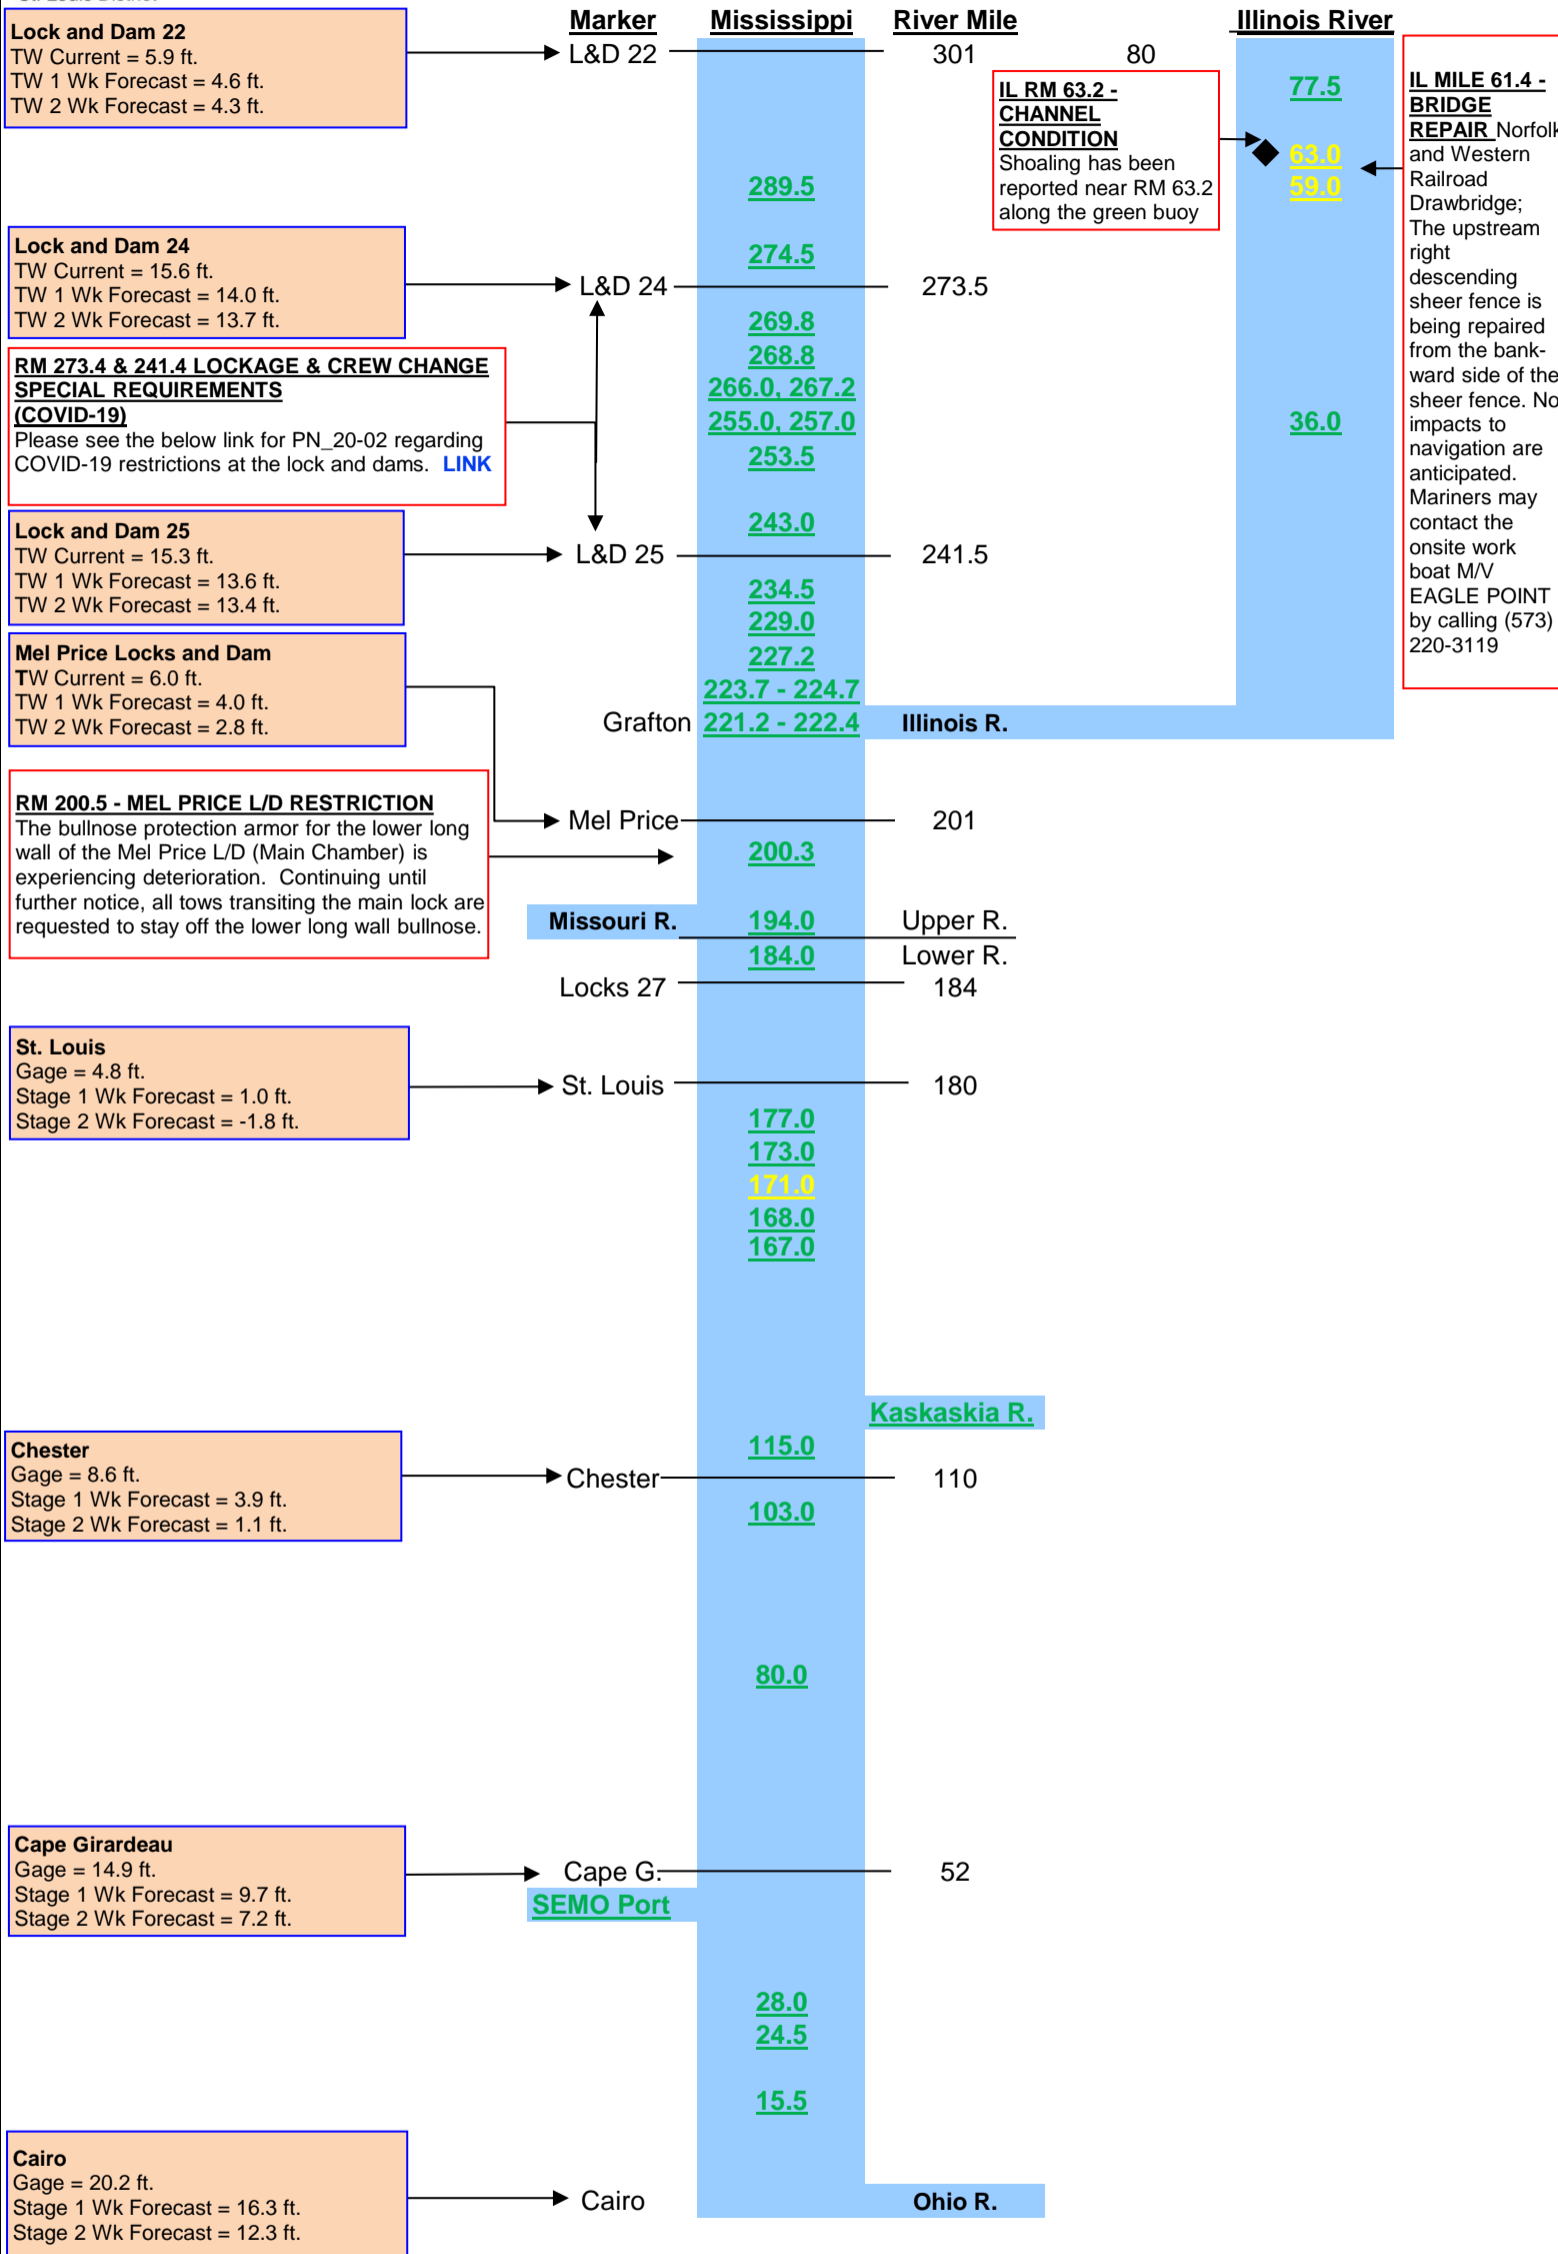 Marker Mississippi River Mile Illinois River
Lock and Dam 22
TW Current = 5.9 ft.
TW 1 Wk Forecast = 4.6 ft.
TW 2 Wk Forecast = 4.3 ft.
L&D 22 301 80
IL RM 63.2 -
CHANNEL
CONDITION
Shoaling has been
reported near RM 63.2
along the green buoy
77.5
63.0
59.0
36.0
IL MILE 61.4 -
BRIDGE
REPAIR Norfolk
and Western
Railroad
Drawbridge;
The upstream
right
descending
sheer fence is
being repaired
from the bank-
ward side of the
sheer fence. No
impacts to
navigation are
anticipated.
Mariners may
contact the
onsite work
boat M/V
EAGLE POINT
by calling (573)
220-3119
289.5
274.5
Lock and Dam 24
TW Current = 15.6 ft.
TW 1 Wk Forecast = 14.0 ft.
TW 2 Wk Forecast = 13.7 ft.
L&D 24 273.5
269.8
268.8
266.0, 267.2
255.0, 257.0
253.5
RM 273.4 & 241.4 LOCKAGE & CREW CHANGE
SPECIAL REQUIREMENTS
(COVID-19)
Please see the below link for PN_20-02 regarding
COVID-19 restrictions at the lock and dams. LINK
243.0
Lock and Dam 25
TW Current = 15.3 ft.
TW 1 Wk Forecast = 13.6 ft.
TW 2 Wk Forecast = 13.4 ft.
L&D 25 241.5
234.5
229.0
227.2
223.7 - 224.7
Grafton 221.2 - 222.4 Illinois R.
Mel Price Locks and Dam
TW Current = 6.0 ft.
TW 1 Wk Forecast = 4.0 ft.
TW 2 Wk Forecast = 2.8 ft.
Mel Price 201
RM 200.5 - MEL PRICE L/D RESTRICTION
The bullnose protection armor for the lower long
wall of the Mel Price L/D (Main Chamber) is
experiencing deterioration. Continuing until
further notice, all tows transiting the main lock are
requested to stay off the lower long wall bullnose.
200.3
Missouri R. 194.0 Upper R.
184.0 Lower R.
Locks 27 184
St. Louis
Gage = 4.8 ft.
Stage 1 Wk Forecast = 1.0 ft.
Stage 2 Wk Forecast = -1.8 ft.
St. Louis 180
177.0
173.0
171.0
168.0
167.0
Kaskaskia R.
115.0
Chester
Gage = 8.6 ft.
Stage 1 Wk Forecast = 3.9 ft.
Stage 2 Wk Forecast = 1.1 ft.
Chester 110
103.0
80.0
Cape Girardeau
Gage = 14.9 ft.
Stage 1 Wk Forecast = 9.7 ft.
Stage 2 Wk Forecast = 7.2 ft.
Cape G. 52
SEMO Port
28.0
24.5
15.5
Cairo
Gage = 20.2 ft.
Stage 1 Wk Forecast = 16.3 ft.
Stage 2 Wk Forecast = 12.3 ft.
Cairo Ohio R.